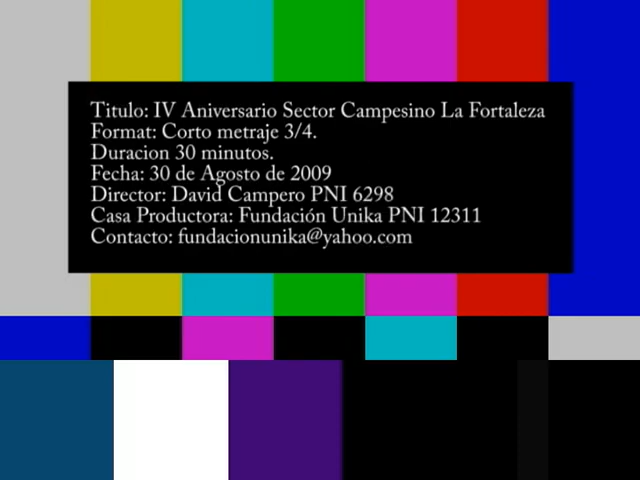 Titulo: IV Aniversario Sector Campesino La Fortaleza
Format: Corto metraje 3/4.
Duracion 30 minutos.
Fecha: 30 de Agosto de 2009
Director: David Campero PNI 6298
Casa Productora: Fundación Unika PNI 12311
Contacto: fundacionunika@yahoo.com